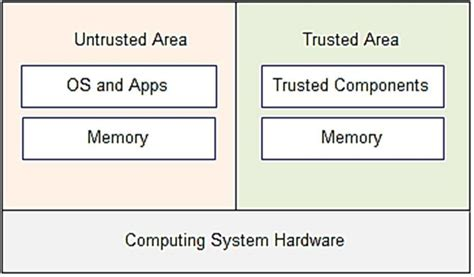 Untrusted Area
Trusted Area
OS and Apps
Trusted Components
Memory
Memory
Computing System Hardware